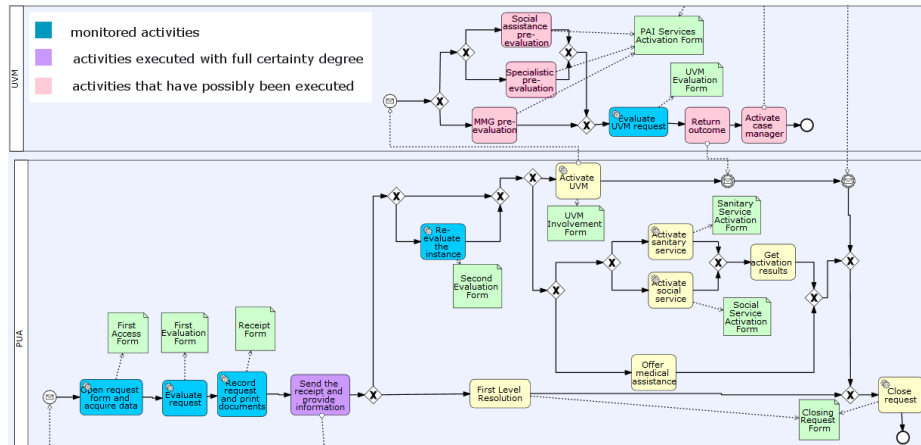 UVM
monitored activities
activities executed with full certainty degree
activities that have possibly been executed
Social
assistance
pre-
evaluation
Specialistic
pre-
evaluation
MMG pre-
evaluation
PAI Services
Activation Form
UVM
Evaluation
Form
Evaluate
UVM request
Return
outcome
Activate
case
manager
PUA
Activate
UVM
UVM
Involvement
Form
Re-
evaluate
the
instance
Second
Evaluation
Form
Sanitary
Service
Activation
Form
Activate
sanitary
service
Activate
social
service
Get
activation
results
Social
Service
Activation
Form
Offer
medical
assistance
First
Access
Form
First
Evaluation
Form
Receipt
Form
Open request
form and
acquire data
Evaluate
request
Record
request
and print
documents
Send the
receipt and
provide
information
First Level
Resolution
Closing
Request
Form
Close
request